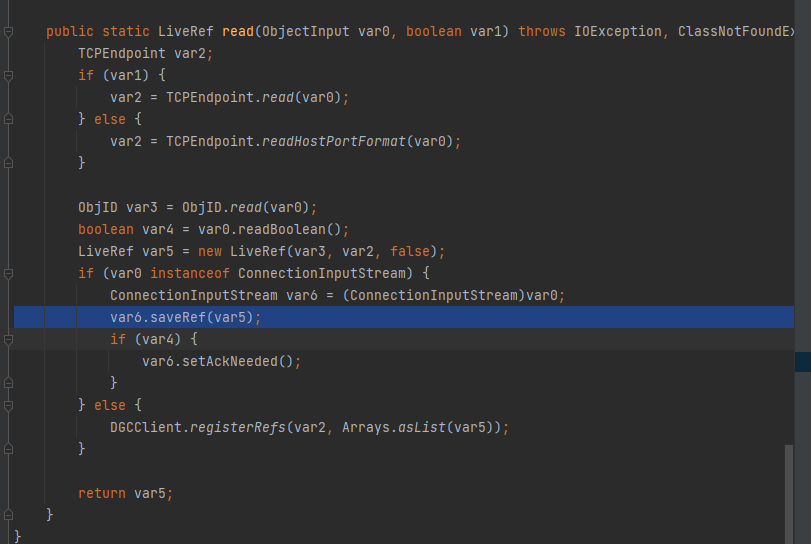 public static LiveRef read(ObjectInput var0, boolean var1) throws IOException, ClassNotFoundEx
    TCPEndpoint var2;
    if (var1) {
        var2 = TCPEndpoint.read(var0);
    } else {
        var2 = TCPEndpoint.readHostPortFormat(var0);
    }
    ObjID var3 = ObjID.read(var0);
    boolean var4 = var0.readBoolean();
    LiveRef var5 = new LiveRef(var3, var2, false);
    if (var0 instanceof ConnectionInputStream) {
        ConnectionInputStream var6 = (ConnectionInputStream)var0;
        var6.saveRef(var5);
        if (var4) {
            var6.setAckNeeded();
        }
    } else {
        DGCClient.registerRefs(var2, Arrays.asList(var5));
    }
    return var5;
}
}